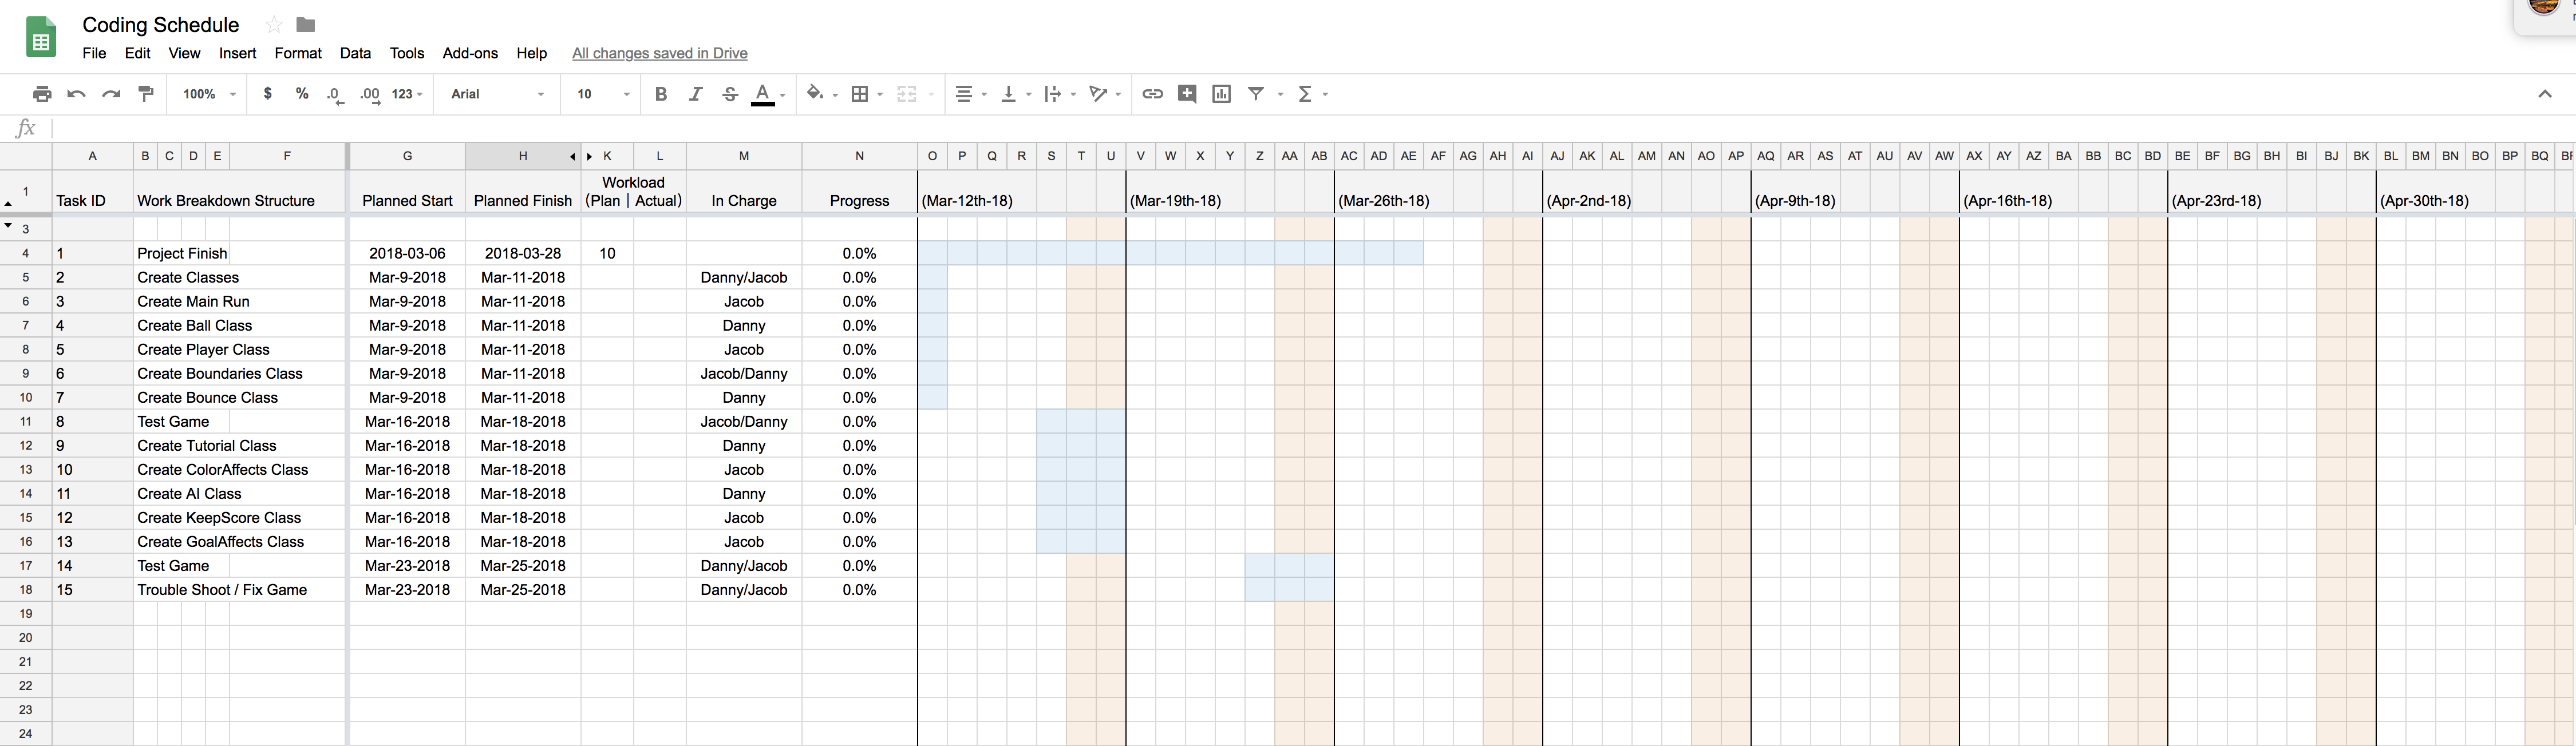 Coding Schedule
File Edit View Insert Format Data Tools Add-ons Help All changes saved in Drive
100% $ % .0 .00 123 Arial 10 B I S A Σ
fx
A B C D E F G H K L M N O P Q R S T U V W X Y Z AA AB AC AD AE AF AG AH AI AJ AK AL AM AN AO AP AQ AR AS AT AU AV AW AX AY AZ BA BB BC BD BE BF BG BH BI BJ BK BL BM BN BO BP BQ
1 Task ID Work Breakdown Structure Planned Start Planned Finish Workload (Plan | Actual) In Charge Progress (Mar-12th-18) (Mar-19th-18) (Mar-26th-18) (Apr-2nd-18) (Apr-9th-18) (Apr-16th-18) (Apr-23rd-18) (Apr-30th-18)
3
4 1 Project Finish 2018-03-06 2018-03-28 10 0.0%
5 2 Create Classes Mar-9-2018 Mar-11-2018 Danny/Jacob 0.0%
6 3 Create Main Run Mar-9-2018 Mar-11-2018 Jacob 0.0%
7 4 Create Ball Class Mar-9-2018 Mar-11-2018 Danny 0.0%
8 5 Create Player Class Mar-9-2018 Mar-11-2018 Jacob 0.0%
9 6 Create Boundaries Class Mar-9-2018 Mar-11-2018 Jacob/Danny 0.0%
10 7 Create Bounce Class Mar-9-2018 Mar-11-2018 Danny 0.0%
11 8 Test Game Mar-16-2018 Mar-18-2018 Jacob/Danny 0.0%
12 9 Create Tutorial Class Mar-16-2018 Mar-18-2018 Danny 0.0%
13 10 Create ColorAffects Class Mar-16-2018 Mar-18-2018 Jacob 0.0%
14 11 Create AI Class Mar-16-2018 Mar-18-2018 Danny 0.0%
15 12 Create KeepScore Class Mar-16-2018 Mar-18-2018 Jacob 0.0%
16 13 Create GoalAffects Class Mar-16-2018 Mar-18-2018 Jacob 0.0%
17 14 Test Game Mar-23-2018 Mar-25-2018 Danny/Jacob 0.0%
18 15 Trouble Shoot / Fix Game Mar-23-2018 Mar-25-2018 Danny/Jacob 0.0%
19
20
21
22
23
24